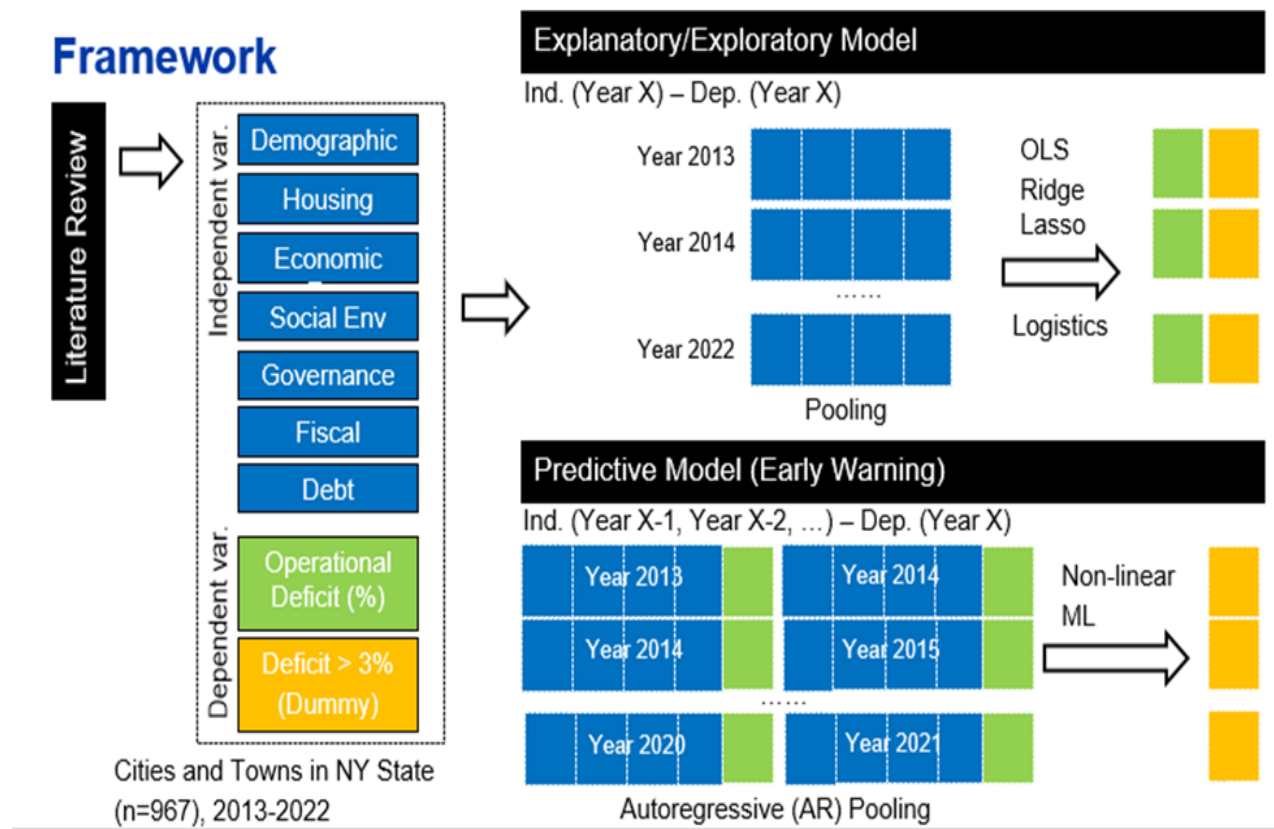 Framework
Literature Review
Independent var.
Demographic
Housing
Economic
Social Env
Governance
Fiscal
Debt
Dependent var.
Operational
Deficit (%)
Deficit > 3%
(Dummy)
Cities and Towns in NY State
(n=967), 2013-2022
Explanatory/Exploratory Model
Ind. (Year X) – Dep. (Year X)
Year 2013
Year 2014
......
Year 2022
Pooling
OLS
Ridge
Lasso
Logistics
Predictive Model (Early Warning)
Ind. (Year X-1, Year X-2, ...) – Dep. (Year X)
Year 2013
Year 2014
Year 2014
Year 2015
......
Year 2020
Year 2021
Autoregressive (AR) Pooling
Non-linear
ML